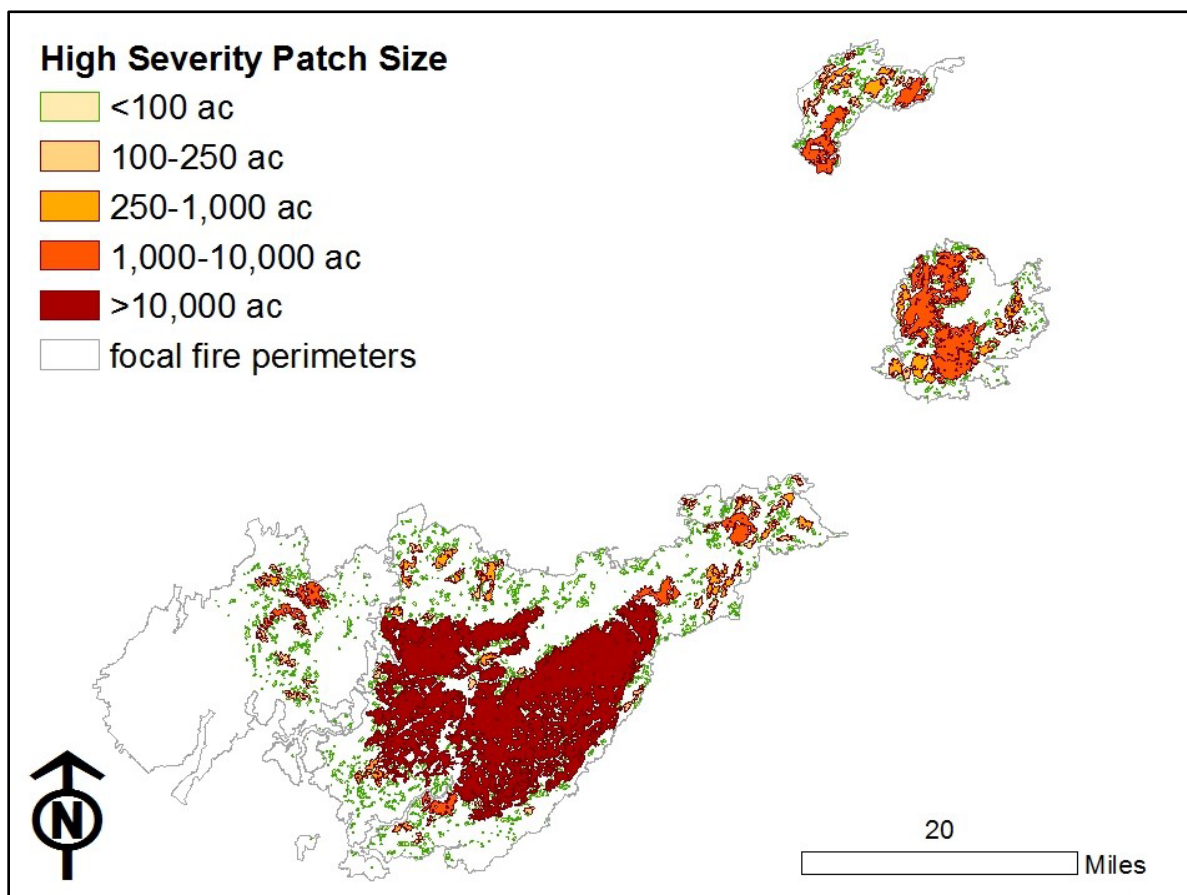 High Severity Patch Size
<100 ac
100-250 ac
250-1,000 ac
1,000-10,000 ac
>10,000 ac
focal fire perimeters
N
20
Miles